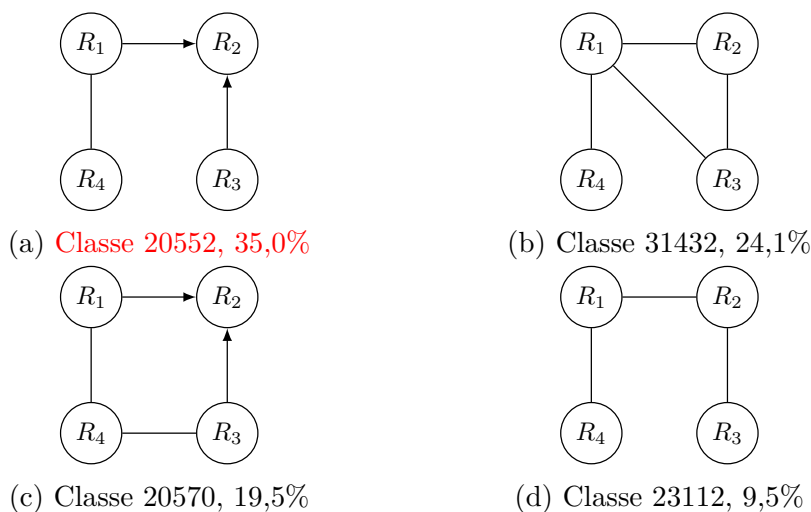 R1 R2 R1 R2
R4 R3 R4 R3
(a) Classe 20552, 35,0% (b) Classe 31432, 24,1%
R1 R2 R1 R2
R4 R3 R4 R3
(c) Classe 20570, 19,5% (d) Classe 23112, 9,5%